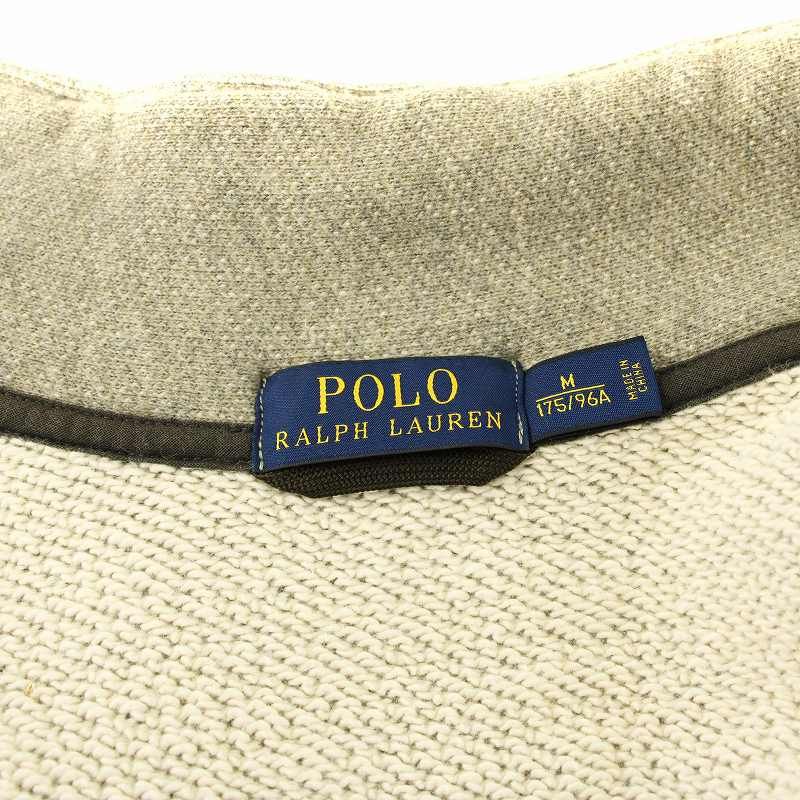 POLO
RALPH LAUREN
M
175/96A
MADE IN
CHINA